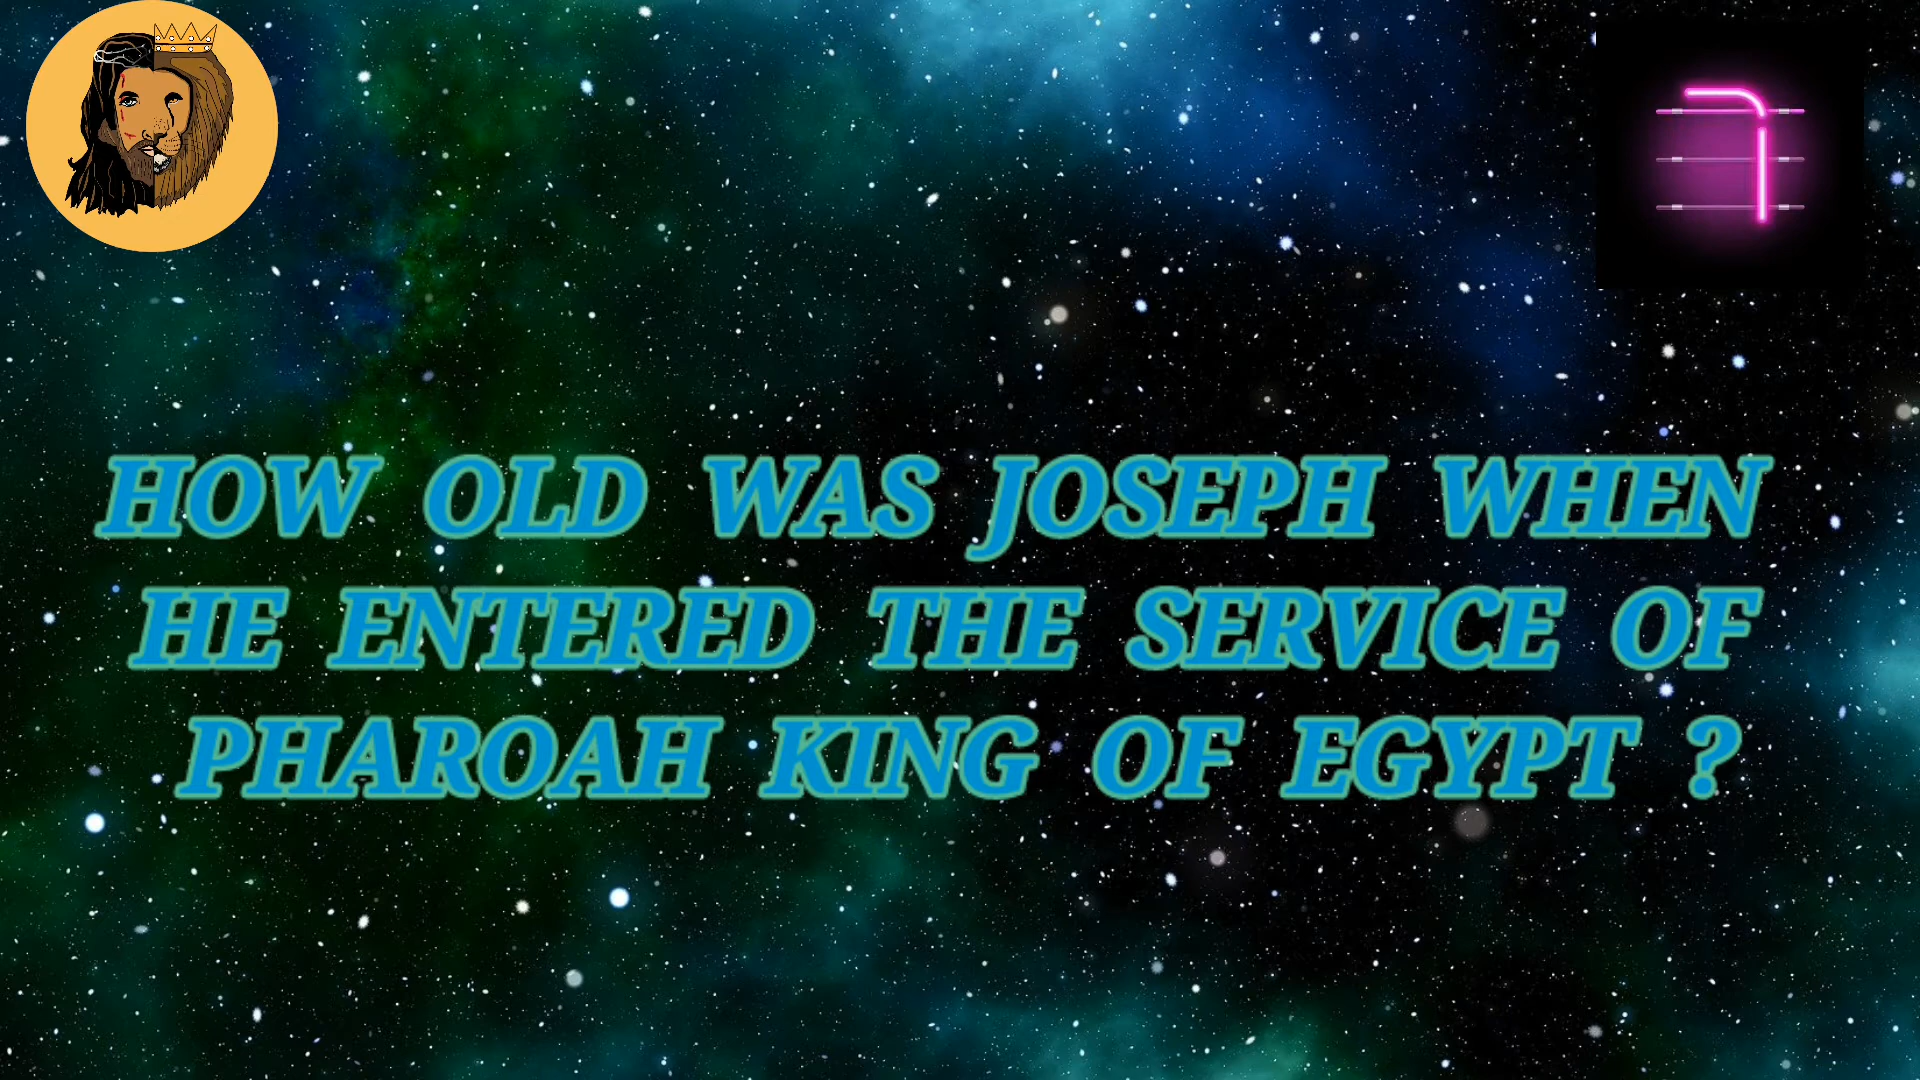 HOW OLD WAS JOSEPH WHEN
HE ENTERED THE SERVICE OF
PHAROAH KING OF EGYPT ?